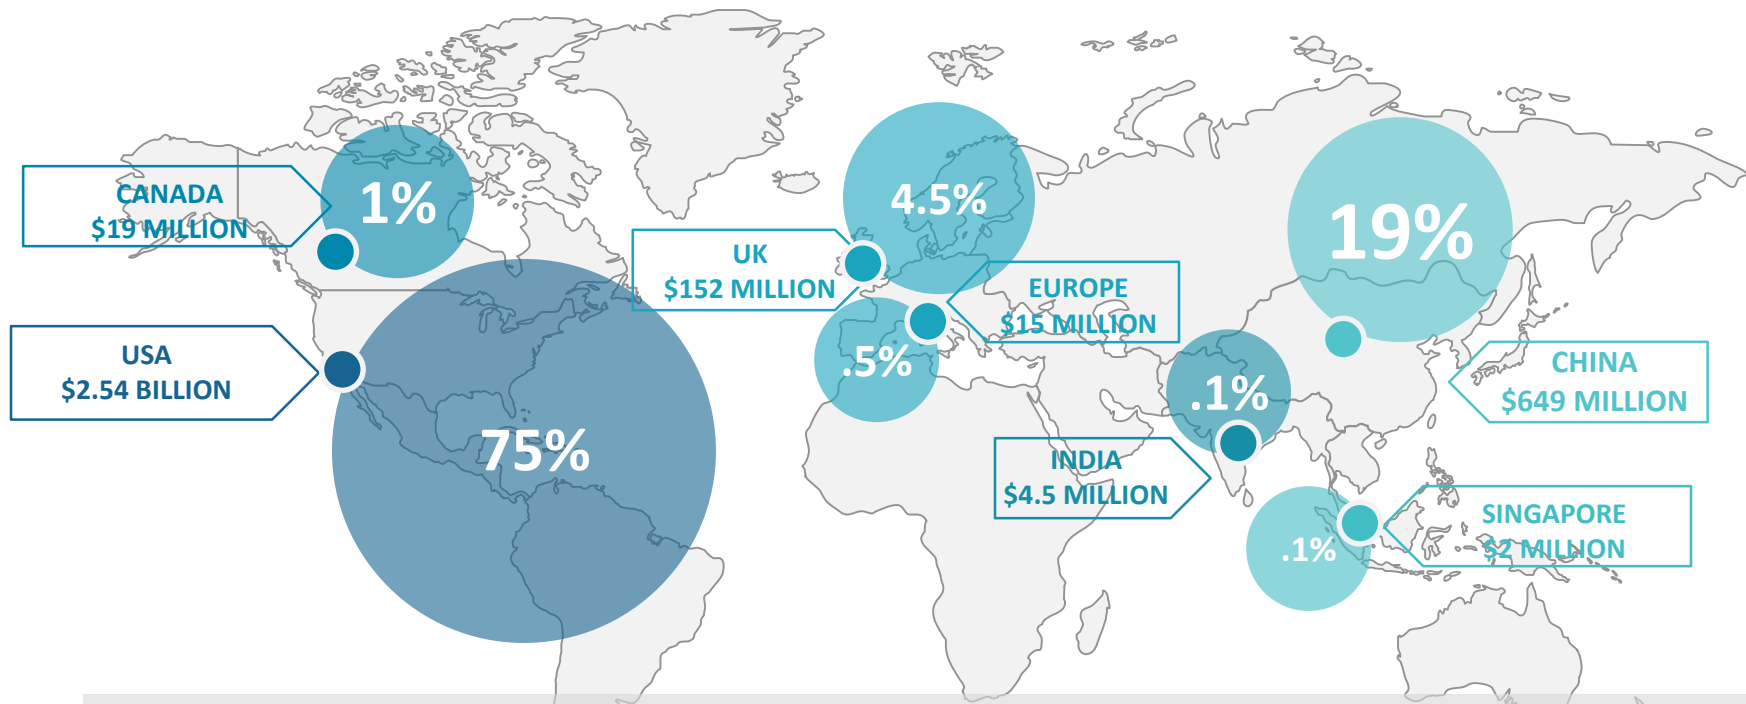 CANADA
$19 MILLION
1%
USA
$2.54 BILLION
75%
UK
$152 MILLION
4.5%
EUROPE
$15 MILLION
.5%
19%
CHINA
$649 MILLION
.1%
INDIA
$4.5 MILLION
.1%
SINGAPORE
$2 MILLION